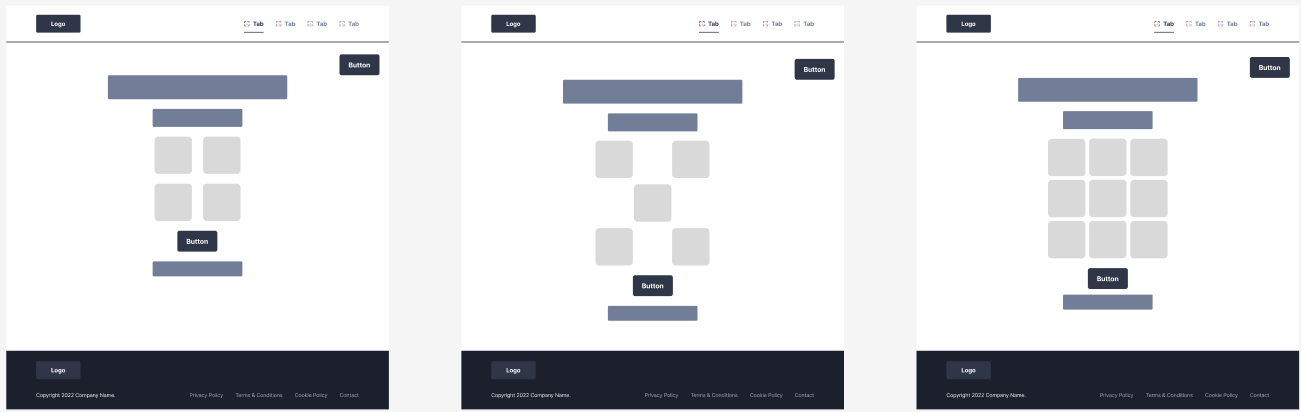 Logo Tab Tab Tab Tab
Button
Button
Logo
Copyright 2022 Company Name. Privacy Policy Terms & Conditions Cookie Policy Contact
Logo Tab Tab Tab Tab
Button
Button
Logo
Copyright 2022 Company Name. Privacy Policy Terms & Conditions Cookie Policy Contact
Logo Tab Tab Tab Tab
Button
Button
Logo
Copyright 2022 Company Name. Privacy Policy Terms & Conditions Cookie Policy Contact